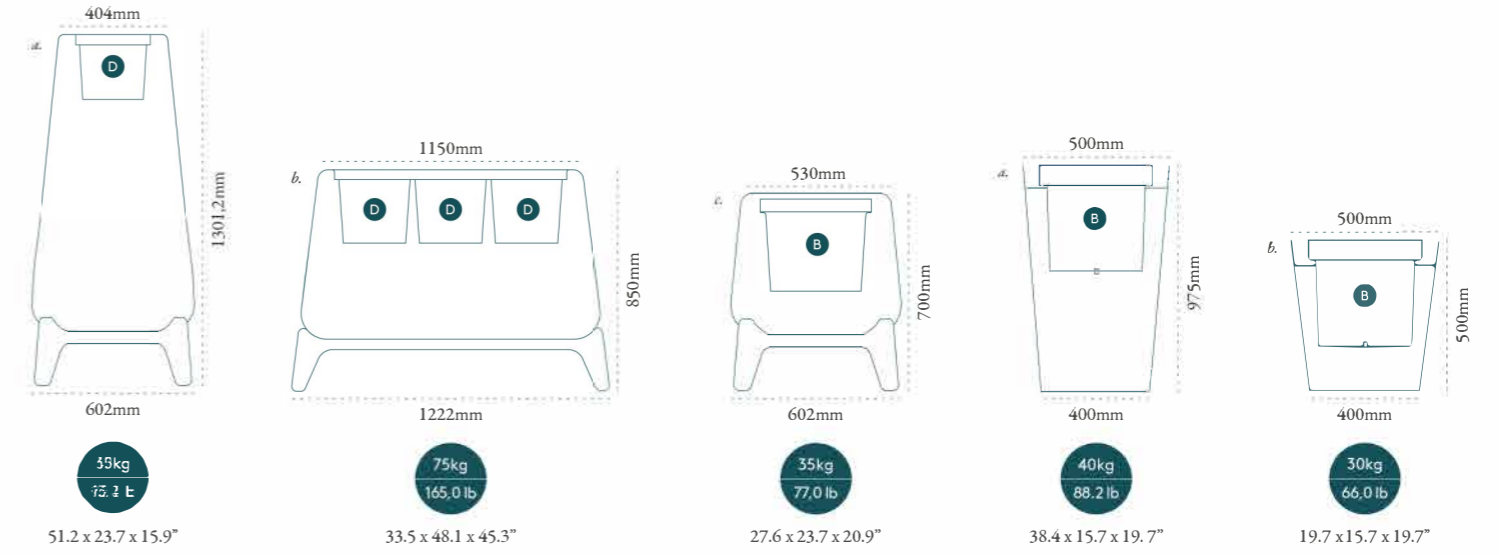 404mm
a.
D
1301,2mm
602mm
kg
51.2 x 23.7 x 15.9”
1150mm
b.
D D D
850mm
1222mm
75kg
165,0 lb
33.5 x 48.1 x 45.3”
530mm
c.
B
700mm
602mm
35kg
77,0 lb
27.6 x 23.7 x 20.9”
500mm
a.
B
975mm
400mm
40kg
88.2 lb
38.4 x 15.7 x 19.7”
500mm
b.
B
500mm
400mm
30kg
66,0 lb
19.7 x 15.7 x 19.7”